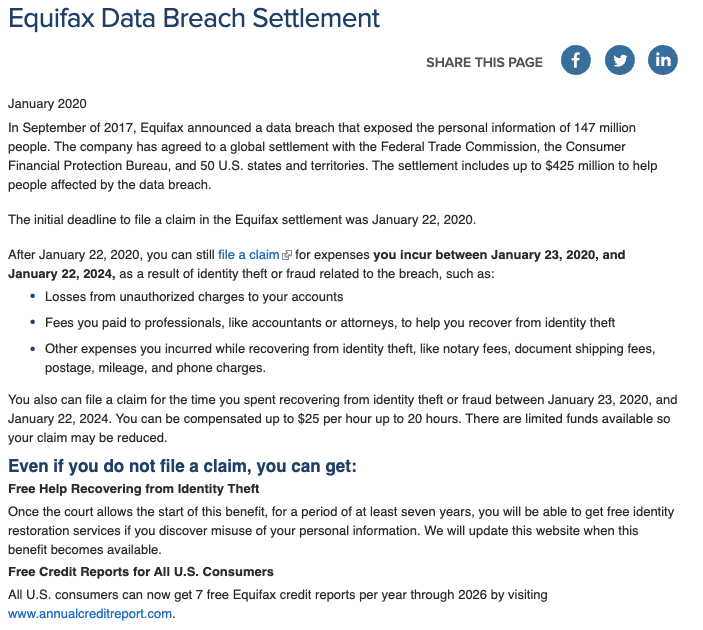 Equifax Data Breach Settlement
SHARE THIS PAGE
January 2020
In September of 2017, Equifax announced a data breach that exposed the personal information of 147 million
people. The company has agreed to a global settlement with the Federal Trade Commission, the Consumer
Financial Protection Bureau, and 50 U.S. states and territories. The settlement includes up to $425 million to help
people affected by the data breach.
The initial deadline to file a claim in the Equifax settlement was January 22, 2020.
After January 22, 2020, you can still file a claim for expenses you incur between January 23, 2020, and
January 22, 2024, as a result of identity theft or fraud related to the breach, such as:
• Losses from unauthorized charges to your accounts
• Fees you paid to professionals, like accountants or attorneys, to help you recover from identity theft
• Other expenses you incurred while recovering from identity theft, like notary fees, document shipping fees,
postage, mileage, and phone charges.
You also can file a claim for the time you spent recovering from identity theft or fraud between January 23, 2020, and
January 22, 2024. You can be compensated up to $25 per hour up to 20 hours. There are limited funds available so
your claim may be reduced.
Even if you do not file a claim, you can get:
Free Help Recovering from Identity Theft
Once the court allows the start of this benefit, for a period of at least seven years, you will be able to get free identity
restoration services if you discover misuse of your personal information. We will update this website when this
benefit becomes available.
Free Credit Reports for All U.S. Consumers
All U.S. consumers can now get 7 free Equifax credit reports per year through 2026 by visiting
www.annualcreditreport.com.